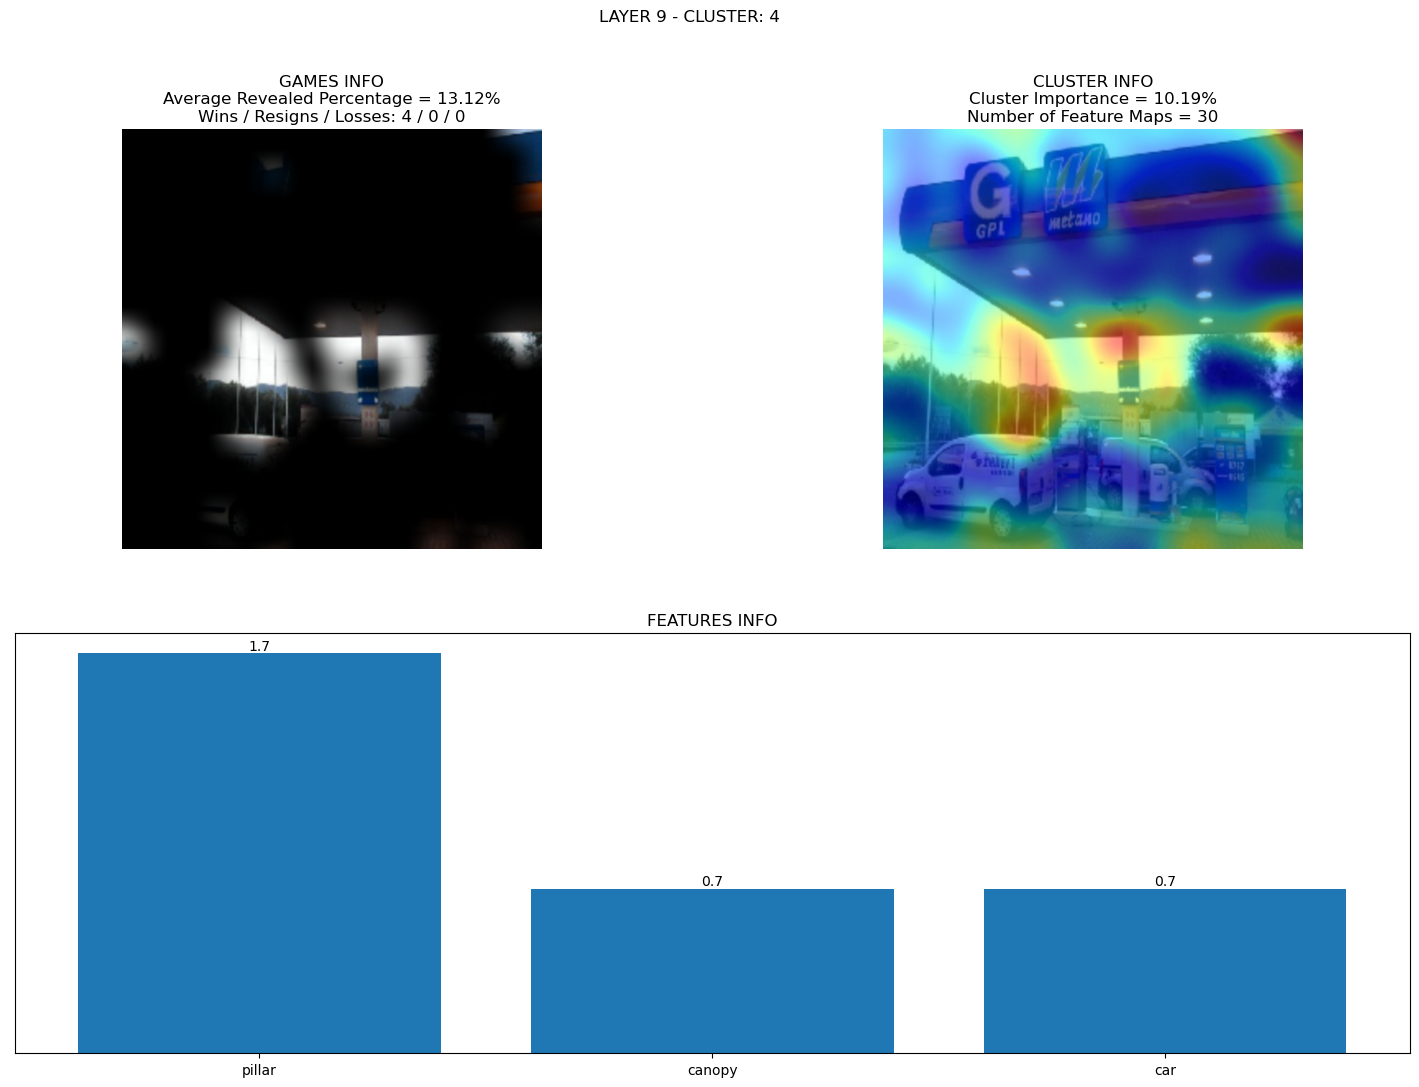 LAYER 9 - CLUSTER: 4
GAMES INFO
Average Revealed Percentage = 13.12%
Wins / Resigns / Losses: 4 / 0 / 0
CLUSTER INFO
Cluster Importance = 10.19%
Number of Feature Maps = 30
G
GPL
metano
FEATURES INFO
1.7
0.7
0.7
pillar
canopy
car